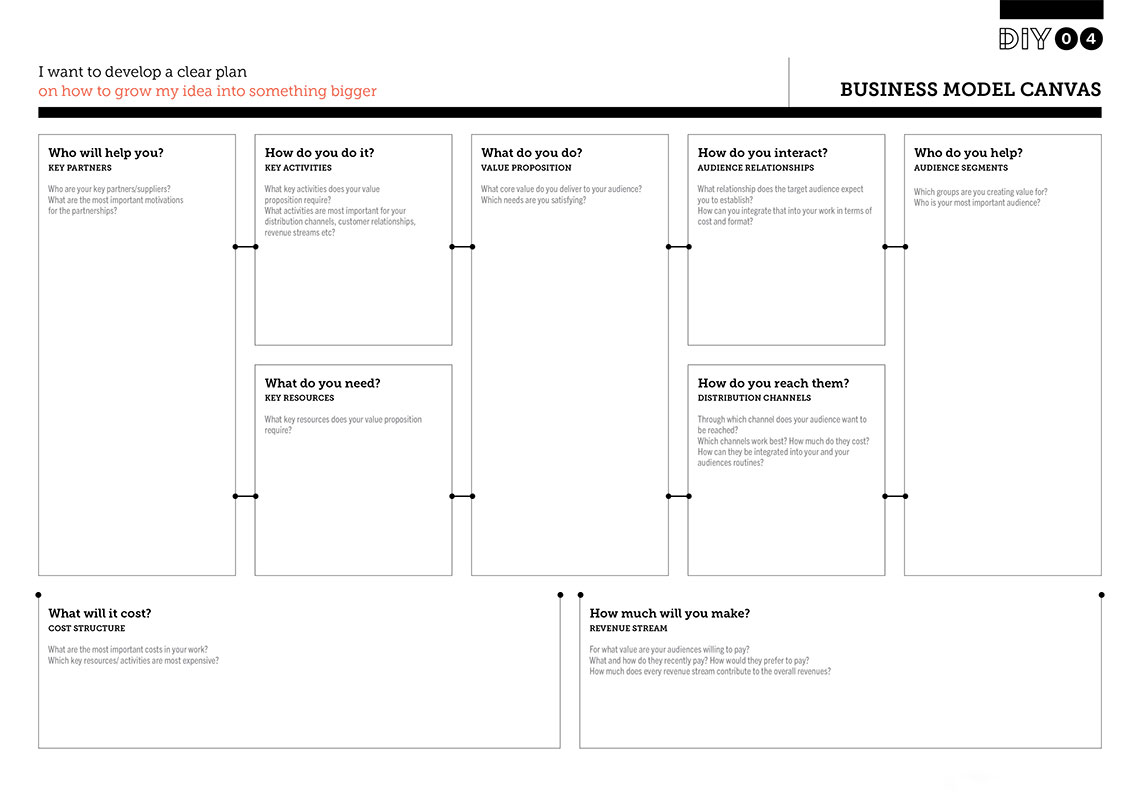 DIY 04
I want to develop a clear plan
on how to grow my idea into something bigger
BUSINESS MODEL CANVAS
Who will help you?
KEY PARTNERS
Who are your key partners/suppliers?
What are the most important motivations
for the partnerships?
How do you do it?
KEY ACTIVITIES
What key activities does your value
proposition require?
What activities are most important for your
distribution channels, customer relationships,
revenue streams etc?
What do you need?
KEY RESOURCES
What key resources does your value proposition
require?
What do you do?
VALUE PROPOSITION
What core value do you deliver to your audience?
Which needs are you satisfying?
How do you interact?
AUDIENCE RELATIONSHIPS
What relationship does the target audience expect
you to establish?
How can you integrate that into your work in terms of
cost and format?
How do you reach them?
DISTRIBUTION CHANNELS
Through which channel does your audience want to
be reached?
Which channels work best? How much do they cost?
How can they be integrated into your and your
audiences routines?
Who do you help?
AUDIENCE SEGMENTS
Which groups are you creating value for?
Who is your most important audience?
What will it cost?
COST STRUCTURE
What are the most important costs in your work?
Which key resources/ activities are most expensive?
How much will you make?
REVENUE STREAM
For what value are your audiences willing to pay?
What and how do they recently pay? How would they prefer to pay?
How much does every revenue stream contribute to the overall revenues?